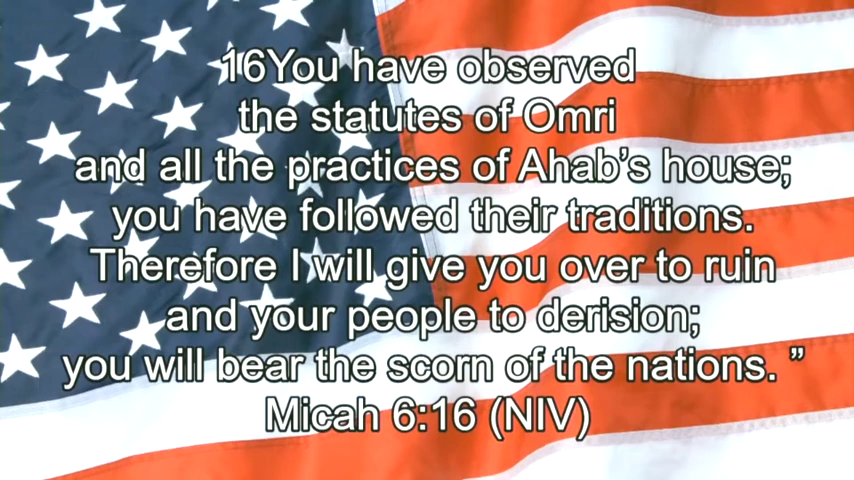 16You have observed
the statutes of Omri
and all the practices of Ahab’s house;
you have followed their traditions.
Therefore I will give you over to ruin
and your people to derision;
you will bear the scorn of the nations. ”
Micah 6:16 (NIV)